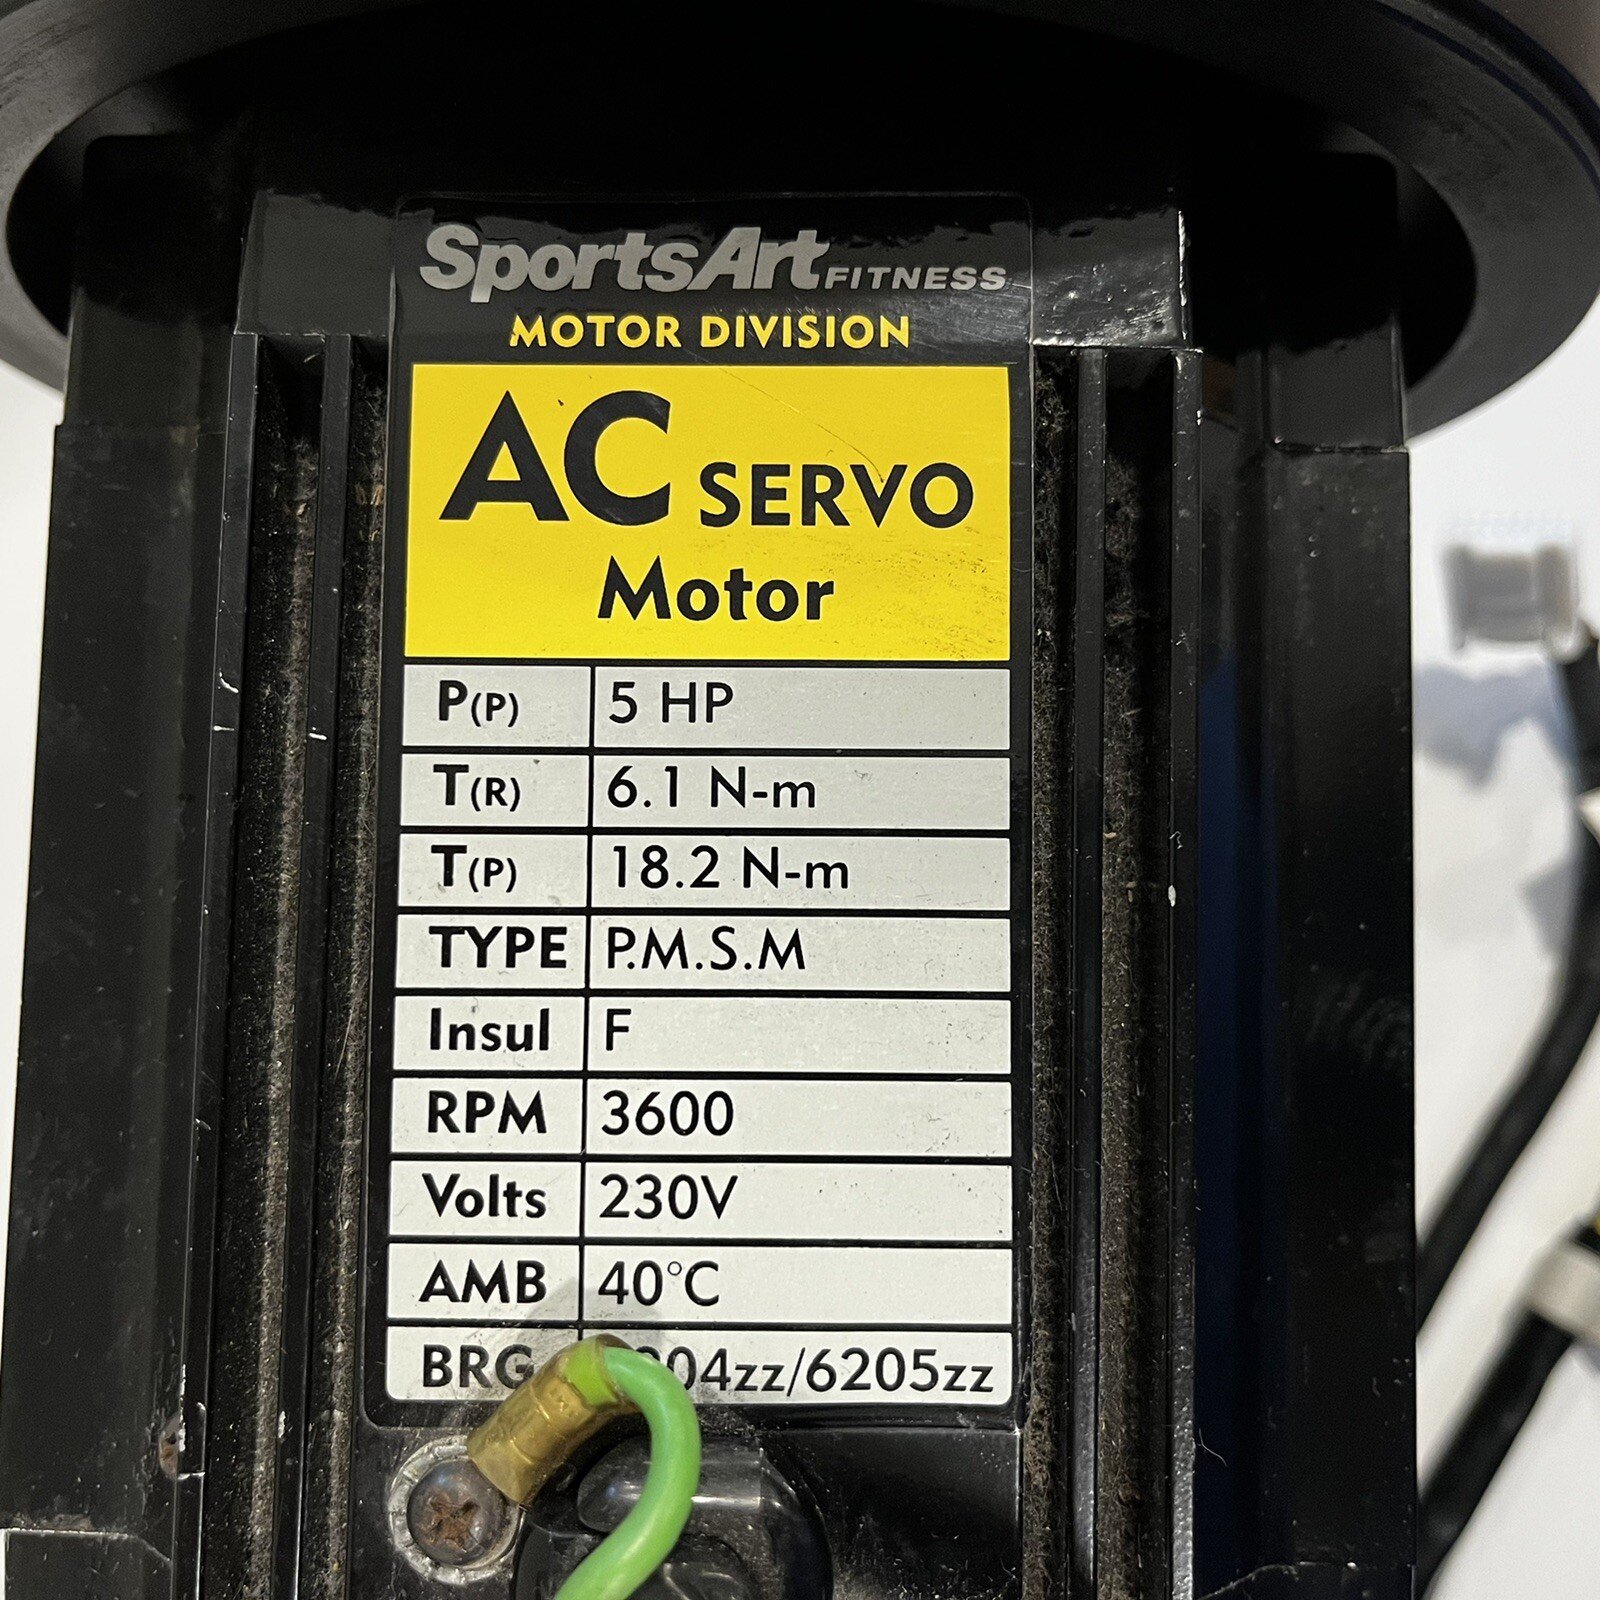 SportsArt FITNESS
MOTOR DIVISION
AC SERVO
Motor
P(P) 5 HP
T(R) 6.1 N-m
T(P) 18.2 N-m
TYPE P.M.S.M
Insul F
RPM 3600
Volts 230V
AMB 40°C
BRG 04zz/6205zz